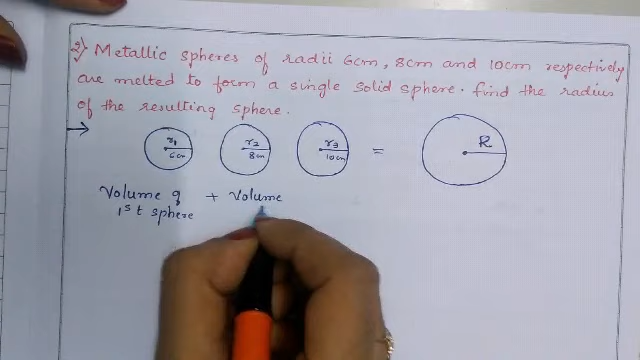 2) Metallic spheres of radii 6cm, 8cm and 10cm respectively
are melted to form a single solid sphere. Find the radius
of the resulting sphere.
r1 r2 r3 = R
6cm 8cm 10cm
Volume of + Volume
1st sphere